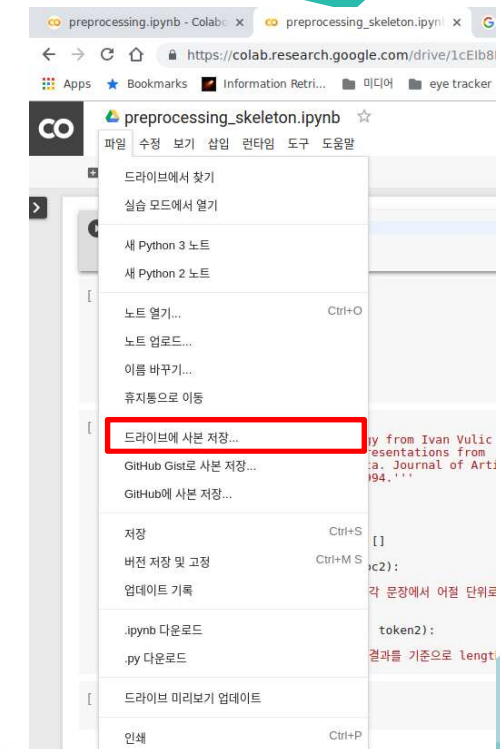 preprocessing.ipynb - Colabo
preprocessing_skeleton.ipyn
G
https://colab.research.google.com/drive/1cEIb8
Apps Bookmarks Information Retri... 미디어 eye tracker
CO
preprocessing_skeleton.ipynb
파일 수정 보기 삽입 런타임 도구 도움말
드라이브에서 찾기
실습 모드에서 열기
새 Python 3 노트
새 Python 2 노트
노트 열기... Ctrl+O
노트 업로드...
이름 바꾸기...
휴지통으로 이동
드라이브에 사본 저장...
gy from Ivan Vulic
GitHub Gist로 사본 저장...
resentations from
ta. Journal of Arti
GitHub에 사본 저장...
994.'''
저장 Ctrl+S
[]
버전 저장 및 고정 Ctrl+M S
oc2):
업데이트 기록
각 문장에서 어절 단위로
.ipynb 다운로드
token2):
.py 다운로드
결과를 기준으로 lengt
드라이브 미리보기 업데이트
인쇄 Ctrl+P